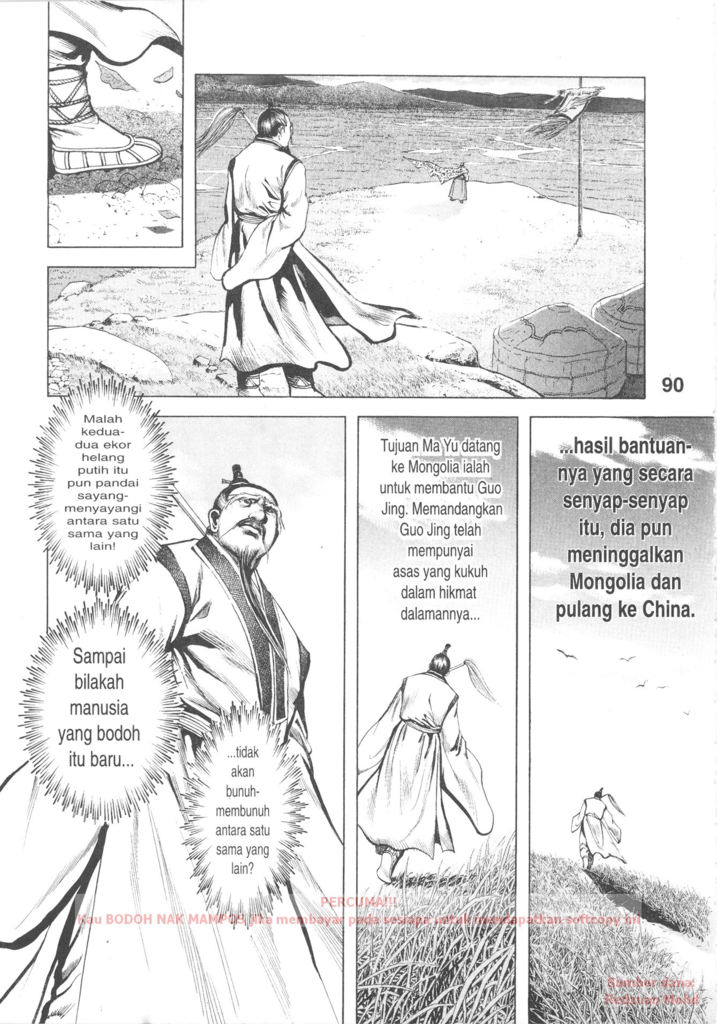 90
Malah
kedua-
dua ekor
helang
putih itu
pun pandai
sayang-
menyayangi
antara satu
sama yang
lain!
Sampai
bilakah
manusia
yang bodoh
itu baru...
...tidak
akan
bunuh-
membunuh
antara satu
sama yang
lain?
Tujuan Ma Yu datang
ke Mongolia ialah
untuk membantu Guo
Jing. Memandangkan
Guo Jing telah
mempunyai
asas yang kukuh
dalam hikmat
dalamannya...
...hasil bantuan-
nya yang secara
senyap-senyap
itu, dia pun
meninggalkan
Mongolia dan
pulang ke China.
PERCUMA!!!
Kau BODOH NAK MAMPOS jika membayar pada sesiapa untuk mendapatkan softcopy ini